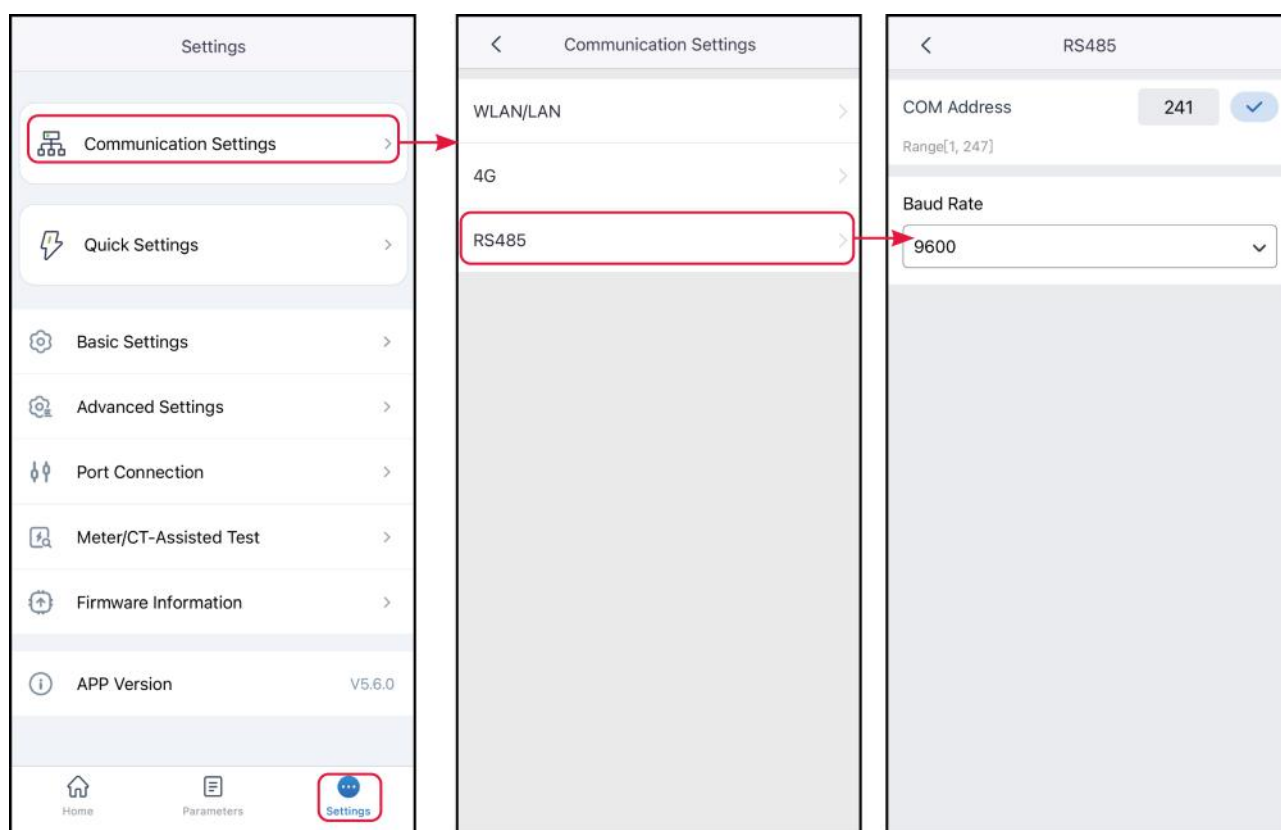 Settings
Communication Settings
Quick Settings
Basic Settings
Advanced Settings
Port Connection
Meter/CT-Assisted Test
Firmware Information
APP Version V5.6.0
Home Parameters Settings
Communication Settings
WLAN/LAN
4G
RS485
RS485
COM Address 241
Range[1, 247]
Baud Rate
9600